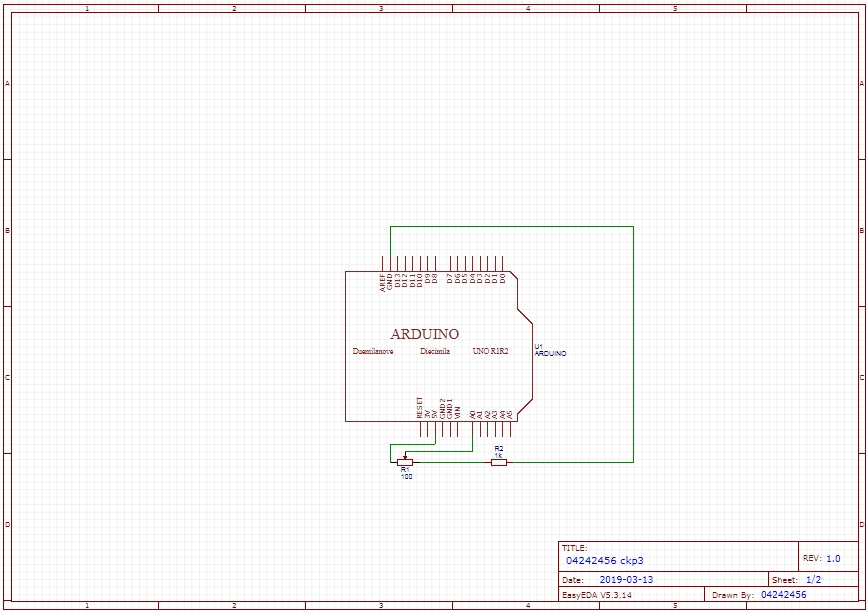 1 2 3 4 5
A A
B B
AREF GND D13 D12 D11 D10 D9 D8 D7 D6 D5 D4 D3 D2 D1 D0
ARDUINO
Duemilanove Diecimila UNO R1R2
U1
ARDUINO
C C
RESET 3V 5V GND2 GND1 VIN A0 A1 A2 A3 A4 A5
R2
1k
R1
100
D D
TITLE:
04242456 ckp3
REV: 1.0
Date: 2019-03-13 Sheet: 1/2
EasyEDA V5.3.14 Drawn By: 04242456
1 2 3 4 5